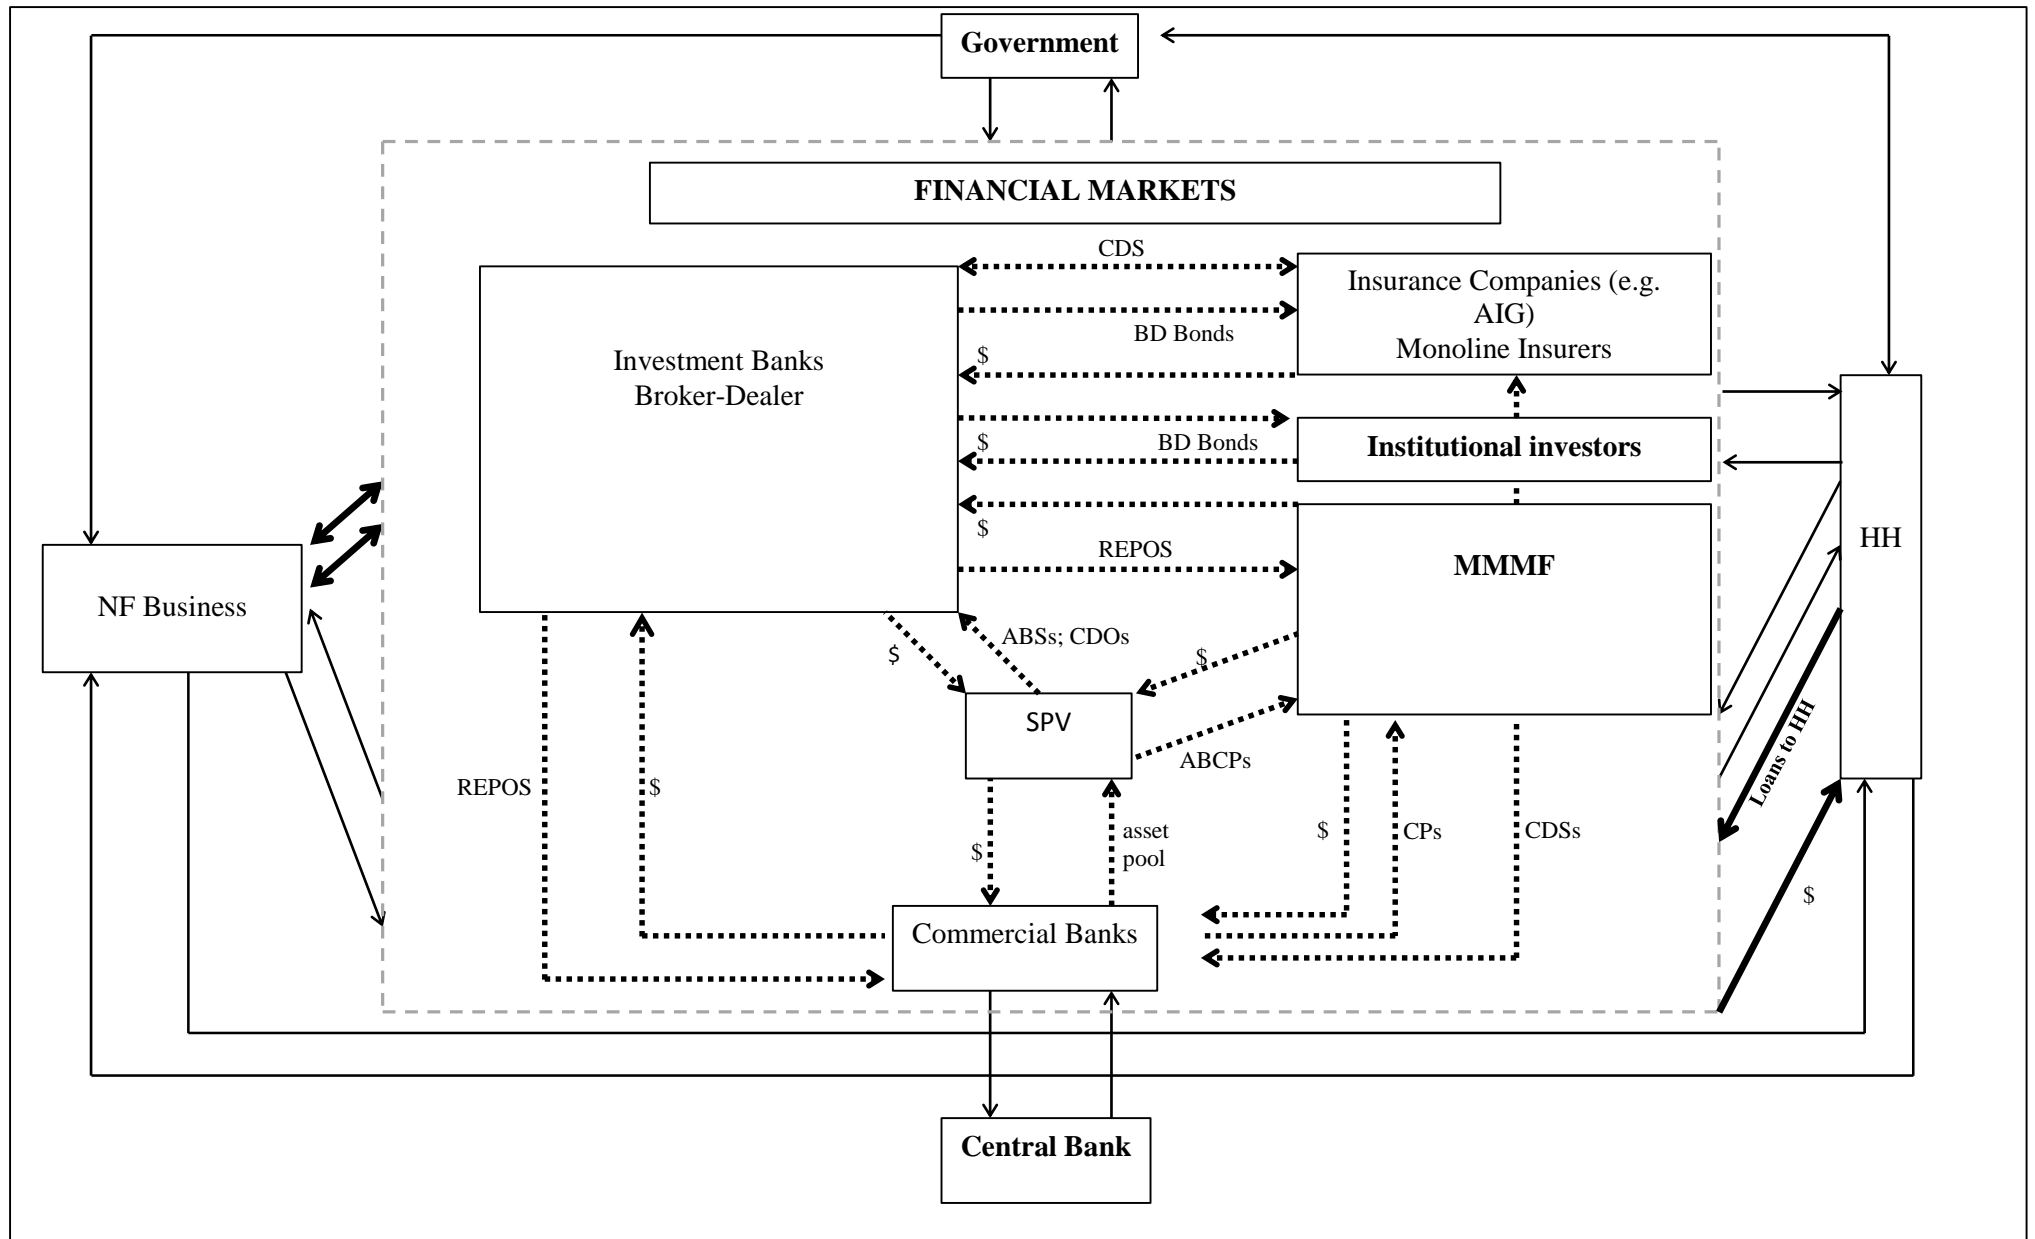 Government
FINANCIAL MARKETS
CDS
Insurance Companies (e.g.
AIG)
Monoline Insurers
BD Bonds
$
Investment Banks
Broker-Dealer
BD Bonds
$
Institutional investors
$
REPOS
MMMF
HH
NF Business
ABSs; CDOs
$
$
SPV
ABCPs
Loans to HH
REPOS
$
$
asset
pool
$
CPs
CDSs
$
Commercial Banks
Central Bank